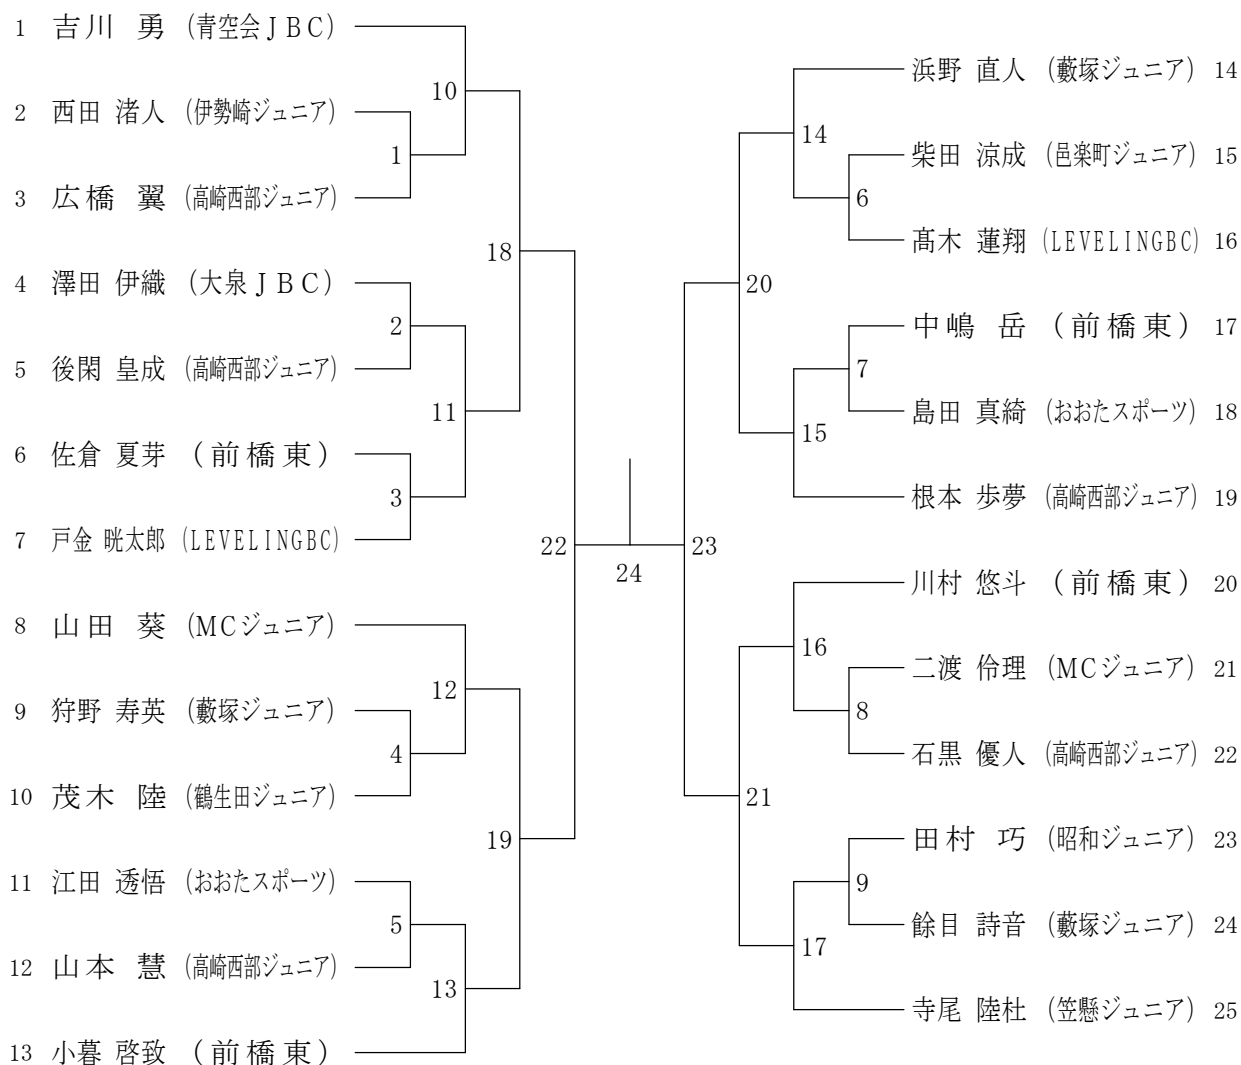 1 吉川 勇 (青空会ＪＢＣ)
2 西田 渚人 (伊勢崎ジュニア)
3 広橋 翼 (高崎西部ジュニア)
4 澤田 伊織 (大泉ＪＢＣ)
5 後閑 皇成 (高崎西部ジュニア)
6 佐倉 夏芽 (前橋東)
7 戸金 晄太郎 (LEVELINGBC)
8 山田 葵 (MCジュニア)
9 狩野 寿英 (藪塚ジュニア)
10 茂木 陸 (鶴生田ジュニア)
11 江田 透悟 (おおたスポーツ)
12 山本 慧 (高崎西部ジュニア)
13 小暮 啓致 (前橋東)
10
1
18
2
11
3
22
12
4
19
5
13
24
浜野 直人 (藪塚ジュニア) 14
柴田 涼成 (邑楽町ジュニア) 15
髙木 蓮翔 (LEVELINGBC) 16
中嶋 岳 (前橋東) 17
島田 真綺 (おおたスポーツ) 18
根本 歩夢 (高崎西部ジュニア) 19
川村 悠斗 (前橋東) 20
二渡 伶理 (MCジュニア) 21
石黒 優人 (高崎西部ジュニア) 22
田村 巧 (昭和ジュニア) 23
餘目 詩音 (藪塚ジュニア) 24
寺尾 陸杜 (笠懸ジュニア) 25
14
6
20
7
15
23
16
8
21
9
17